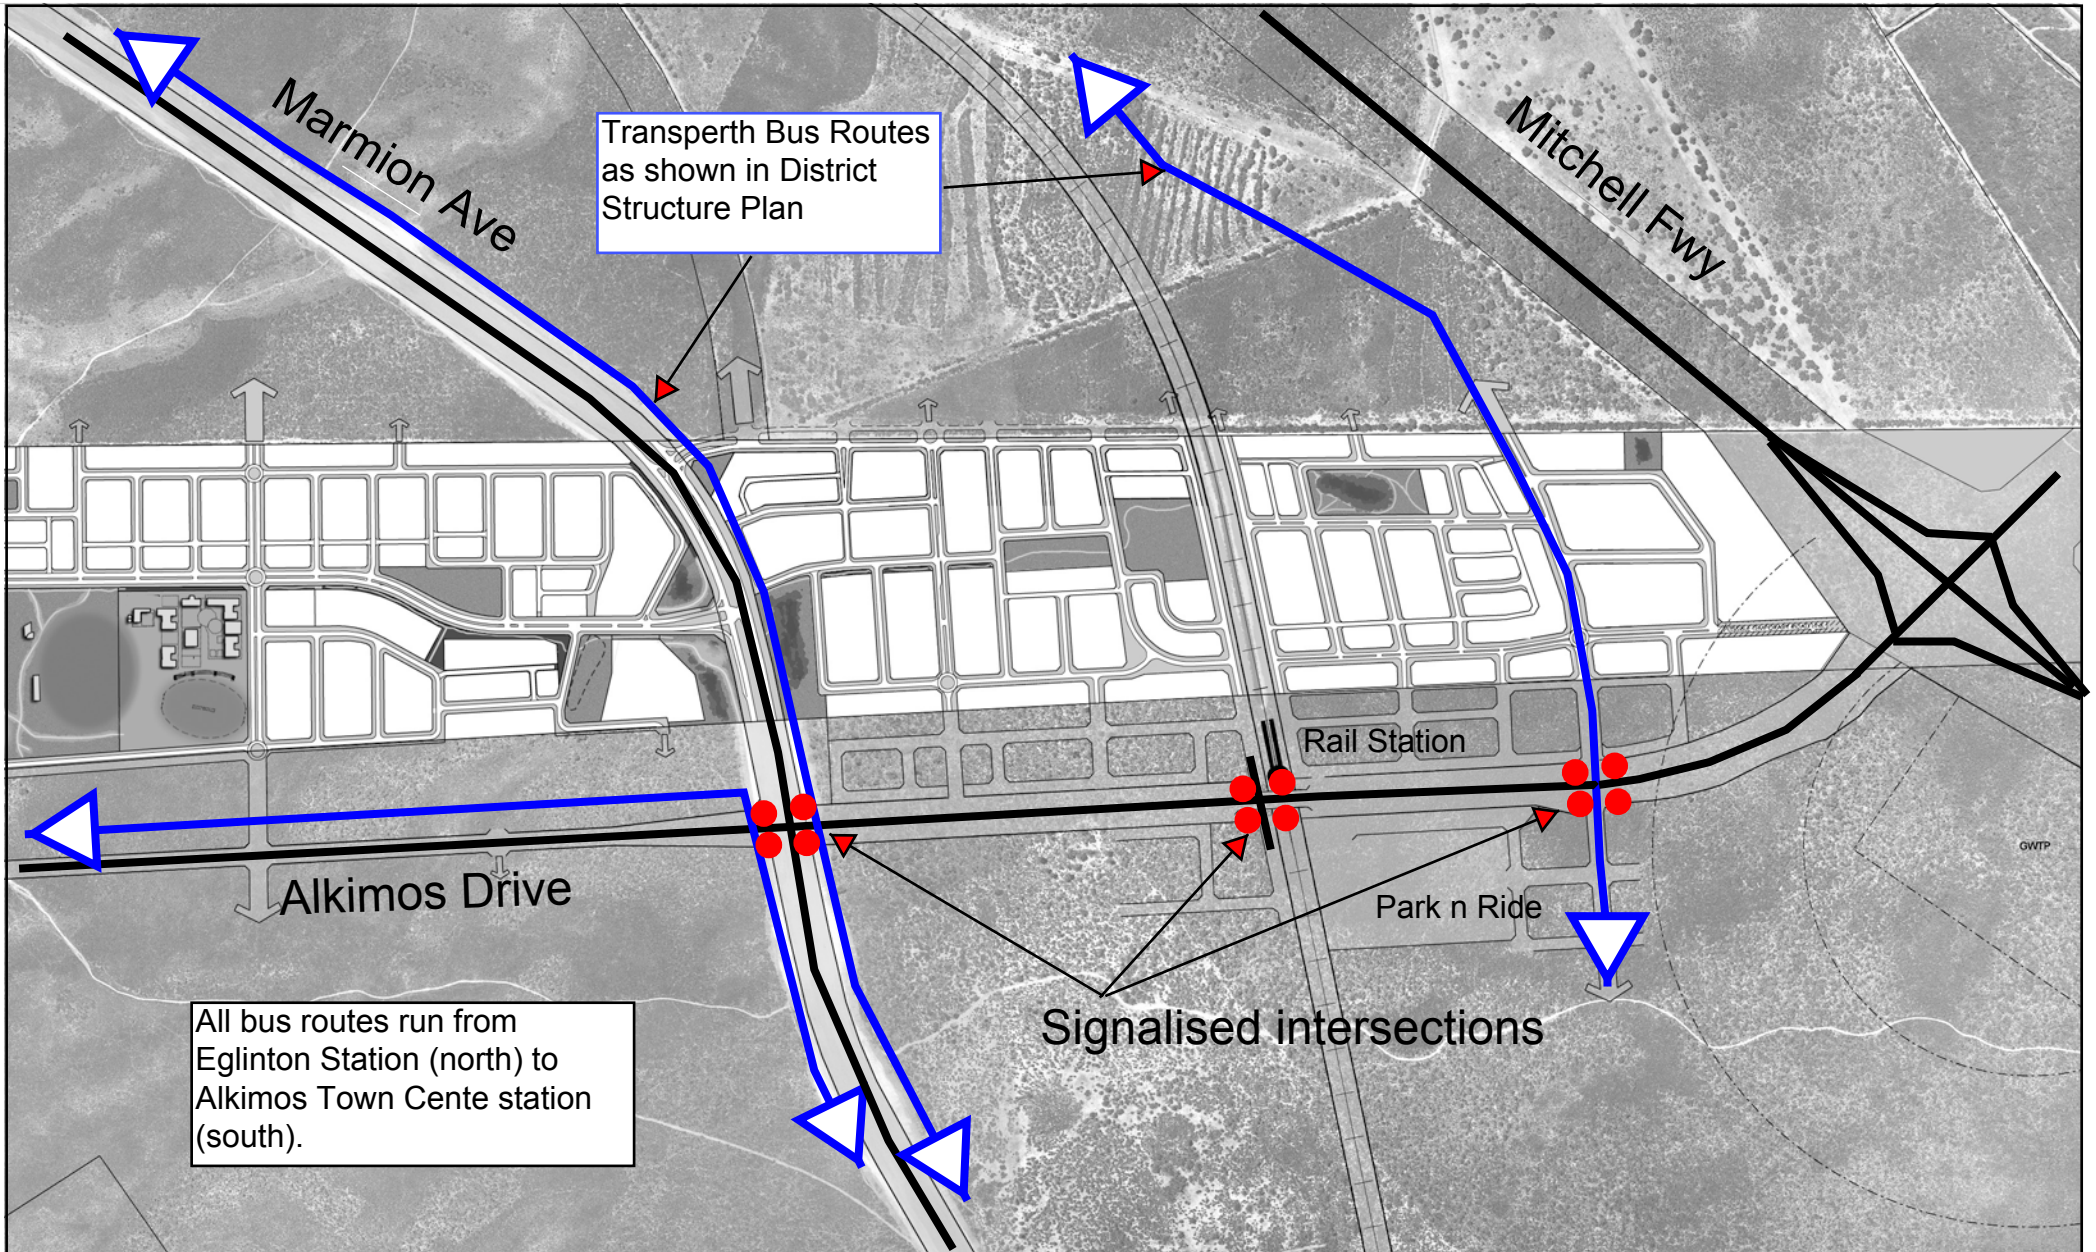 Marmion Ave
Transperth Bus Routes
as shown in District
Structure Plan
Mitchell Fwy
Rail Station
GWTP
Alkimos Drive
Park n Ride
Signalised intersections
All bus routes run from
Eglinton Station (north) to
Alkimos Town Cente station
(south).